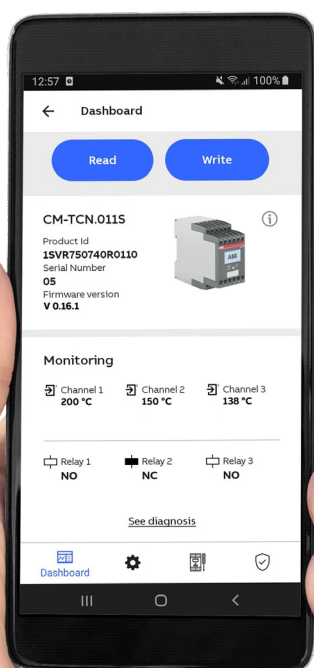 12:57 100%
Dashboard
Read Write
CM-TCN.011S
Product Id
1SVR750740R0110
Serial Number
05
Firmware version
V 0.16.1
ABB
Monitoring
Channel 1 Channel 2 Channel 3
200 °C 150 °C 138 °C
Relay 1 Relay 2 Relay 3
NO NC NO
See diagnosis
Dashboard